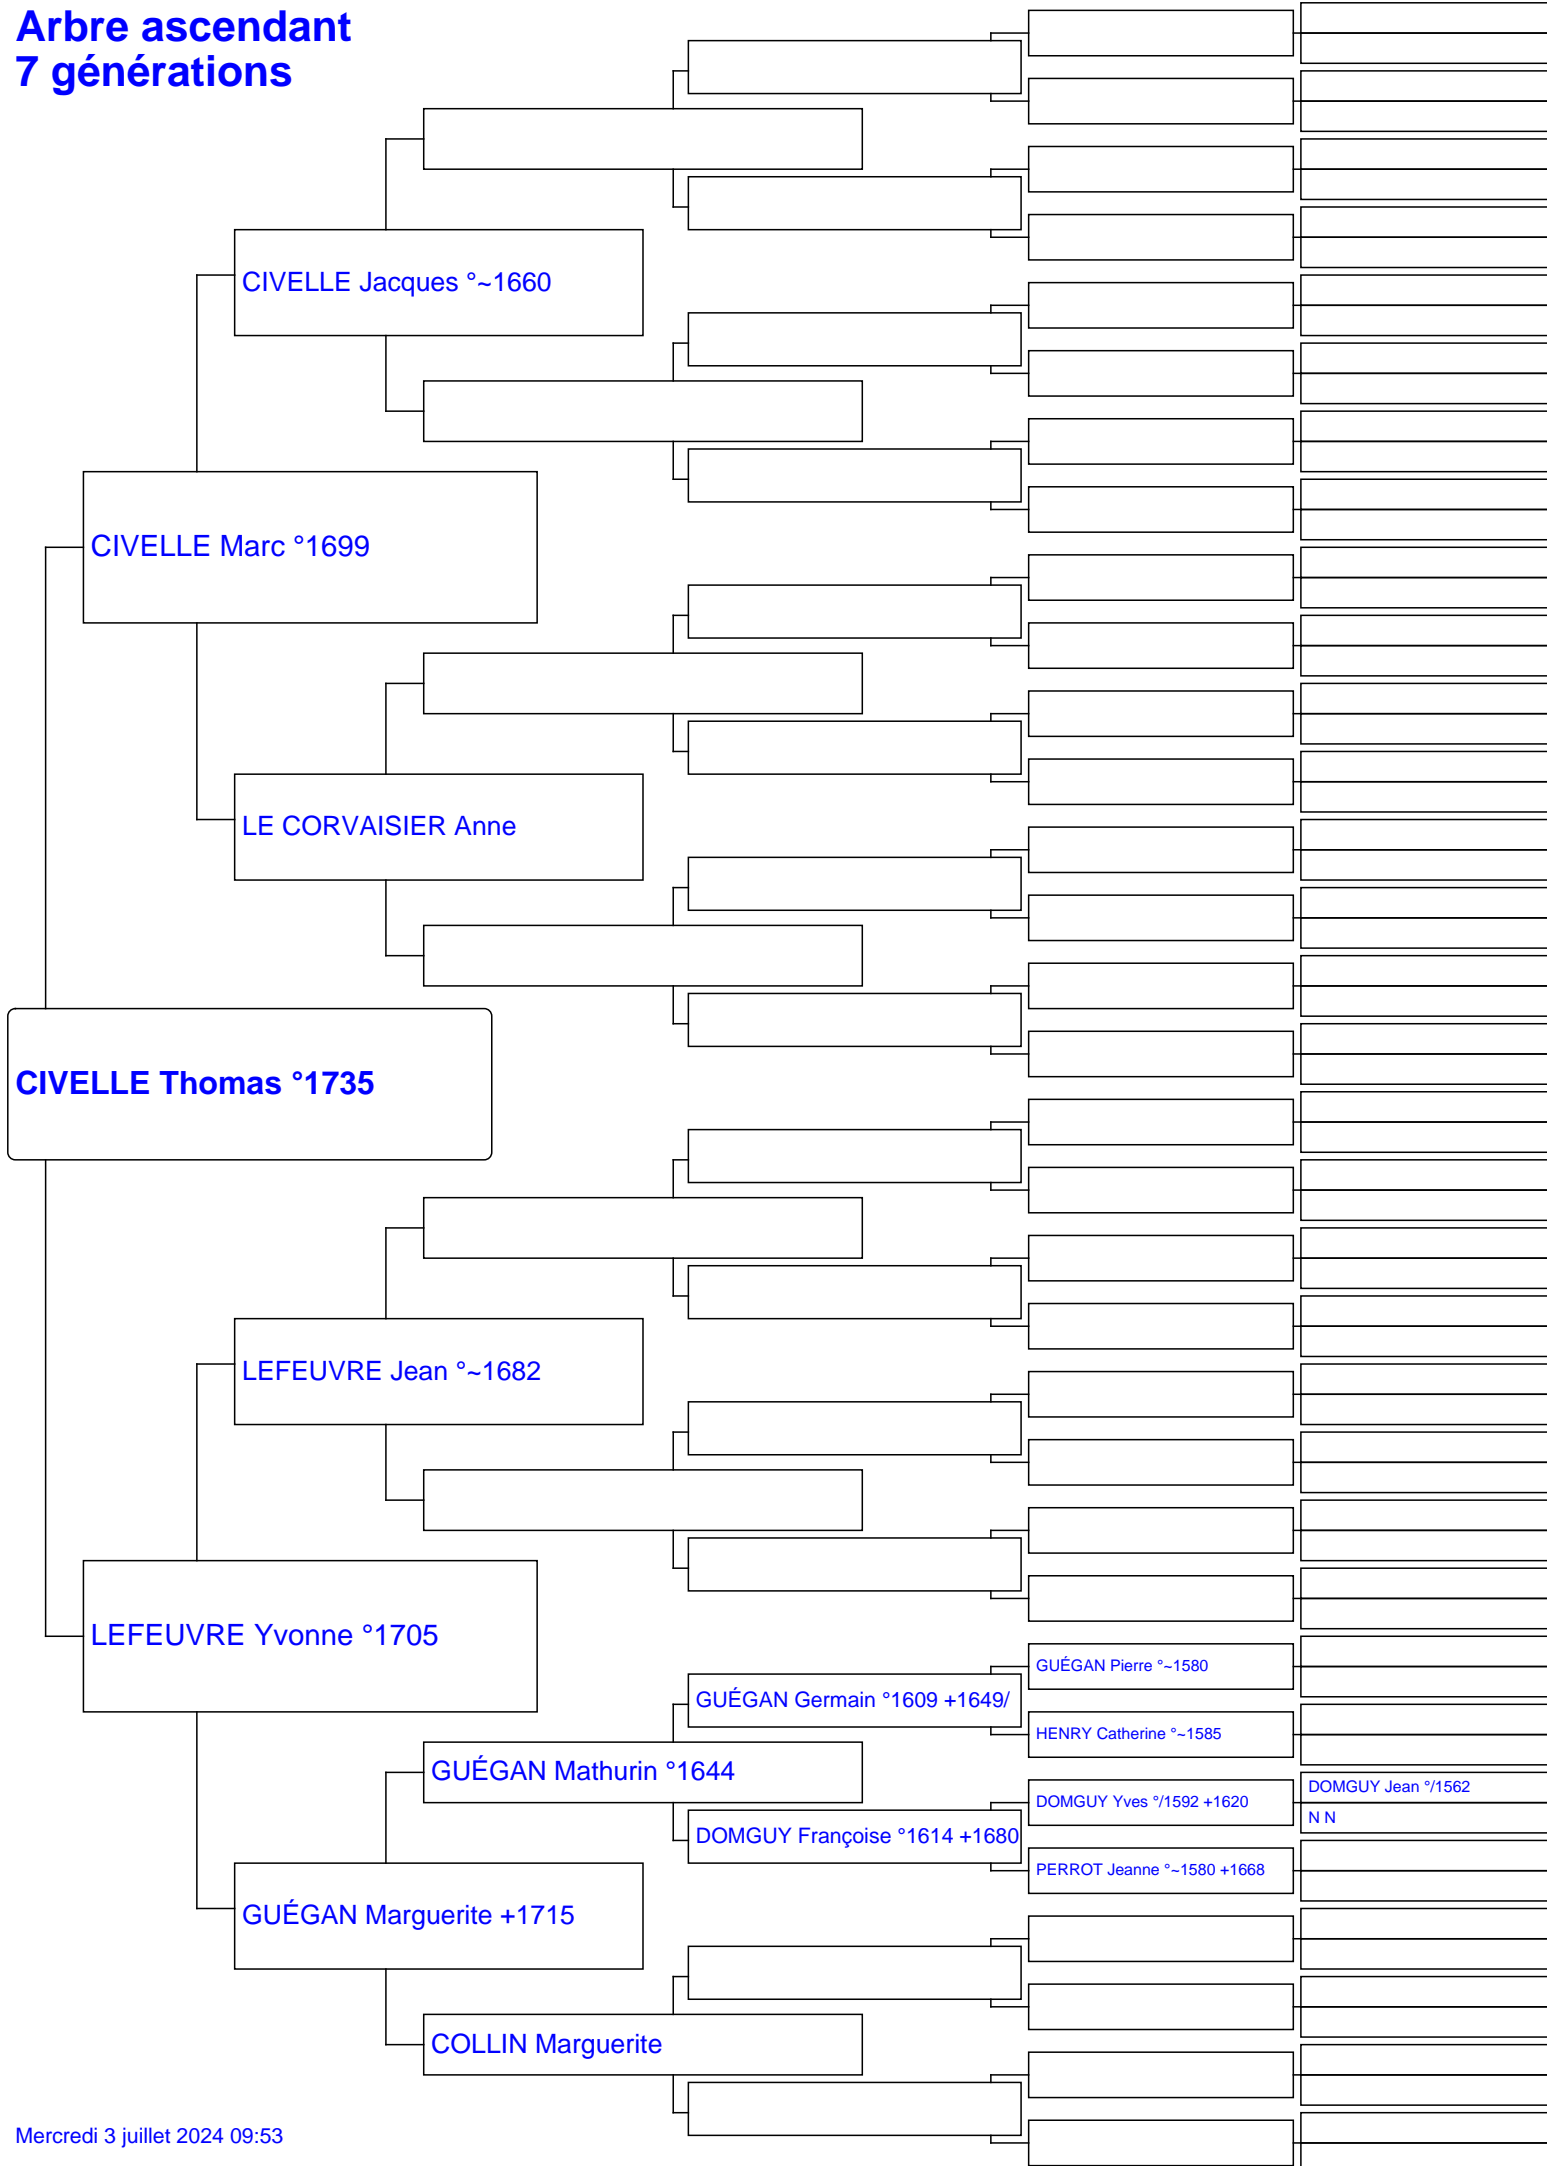 Arbre ascendant
7 générations
CIVELLE Jacques °~1660
CIVELLE Marc °1699
LE CORVAISIER Anne
CIVELLE Thomas °1735
LEFEUVRE Jean °~1682
LEFEUVRE Yvonne °1705
GUÉGAN Pierre °~1580
GUÉGAN Germain °1609 +1649/
HENRY Catherine °~1585
GUÉGAN Mathurin °1644
DOMGUY Jean °/1562
DOMGUY Yves °/1592 +1620
N N
DOMGUY Françoise °1614 +1680
PERROT Jeanne °~1580 +1668
GUÉGAN Marguerite +1715
COLLIN Marguerite
Mercredi 3 juillet 2024 09:53